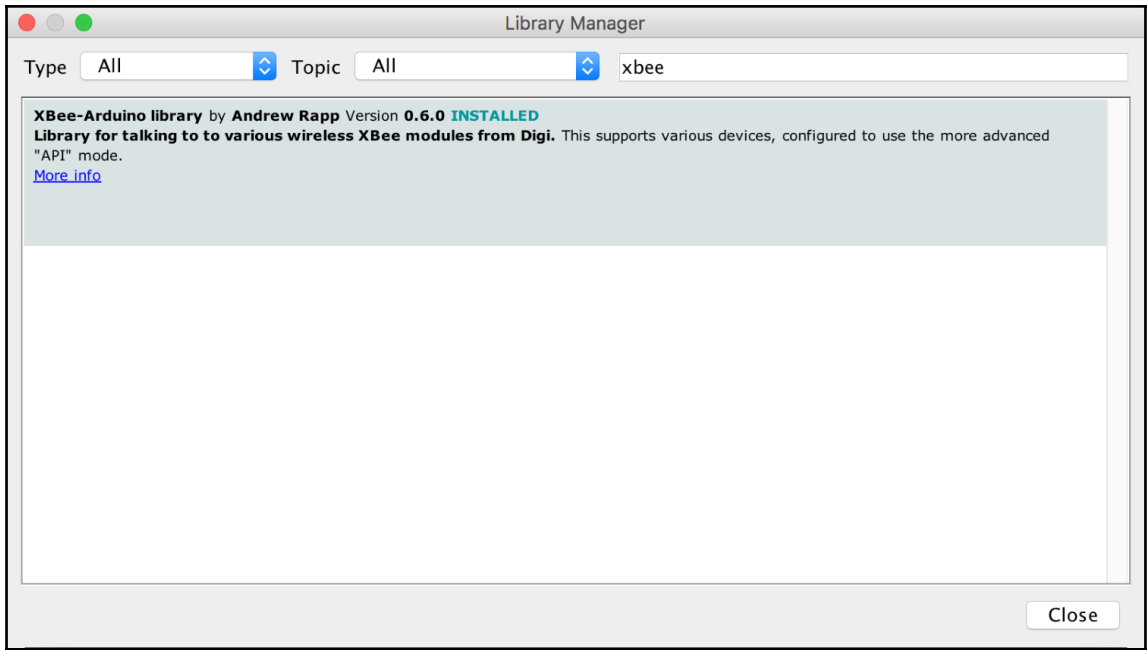 Library Manager
Type All Topic All xbee
XBee-Arduino library by Andrew Rapp Version 0.6.0 INSTALLED
Library for talking to to various wireless XBee modules from Digi. This supports various devices, configured to use the more advanced
"API" mode.
More info
Close